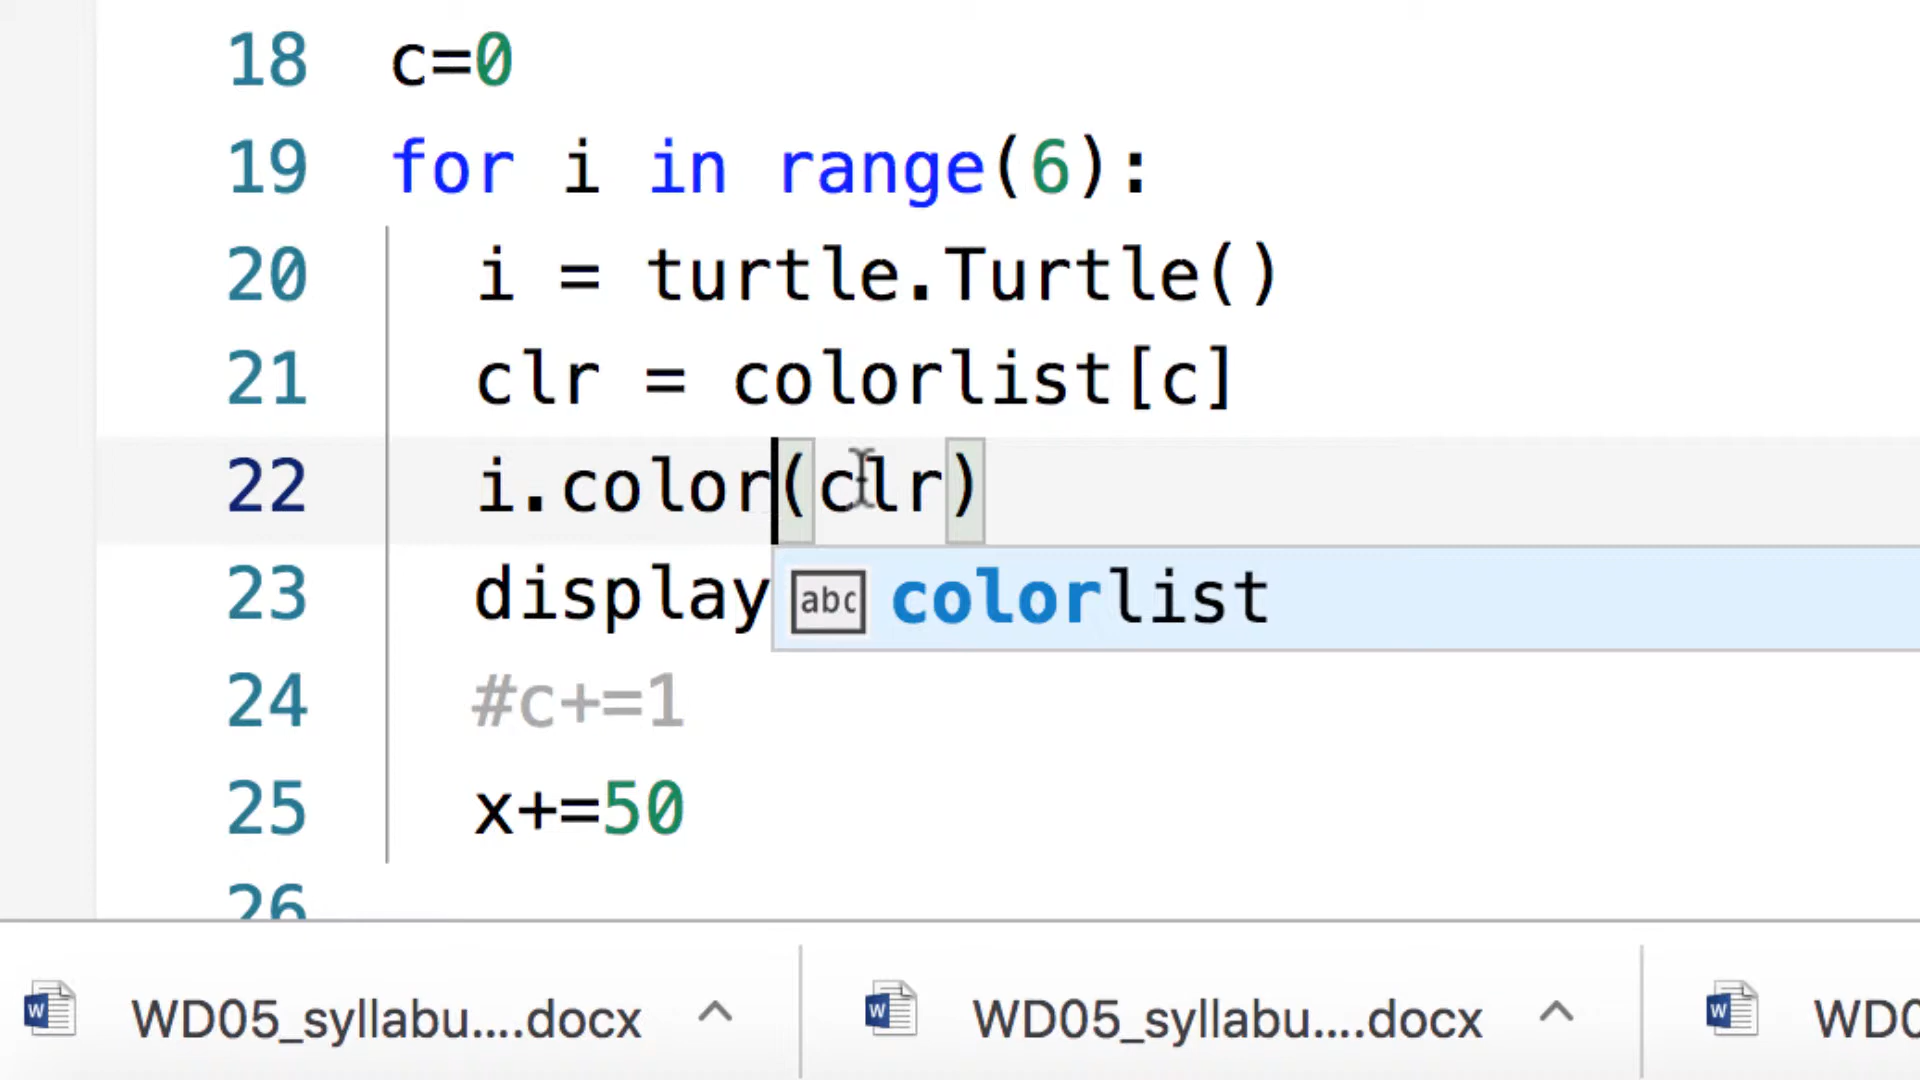 18 c=0
19 for i in range(6):
20 i = turtle.Turtle()
21 clr = colorlist[c]
22 i.color(clr)
23 display
abc colorlist
24 #c+=1
25 x+=50
26
WD05_syllabu....docx
WD05_syllabu....docx